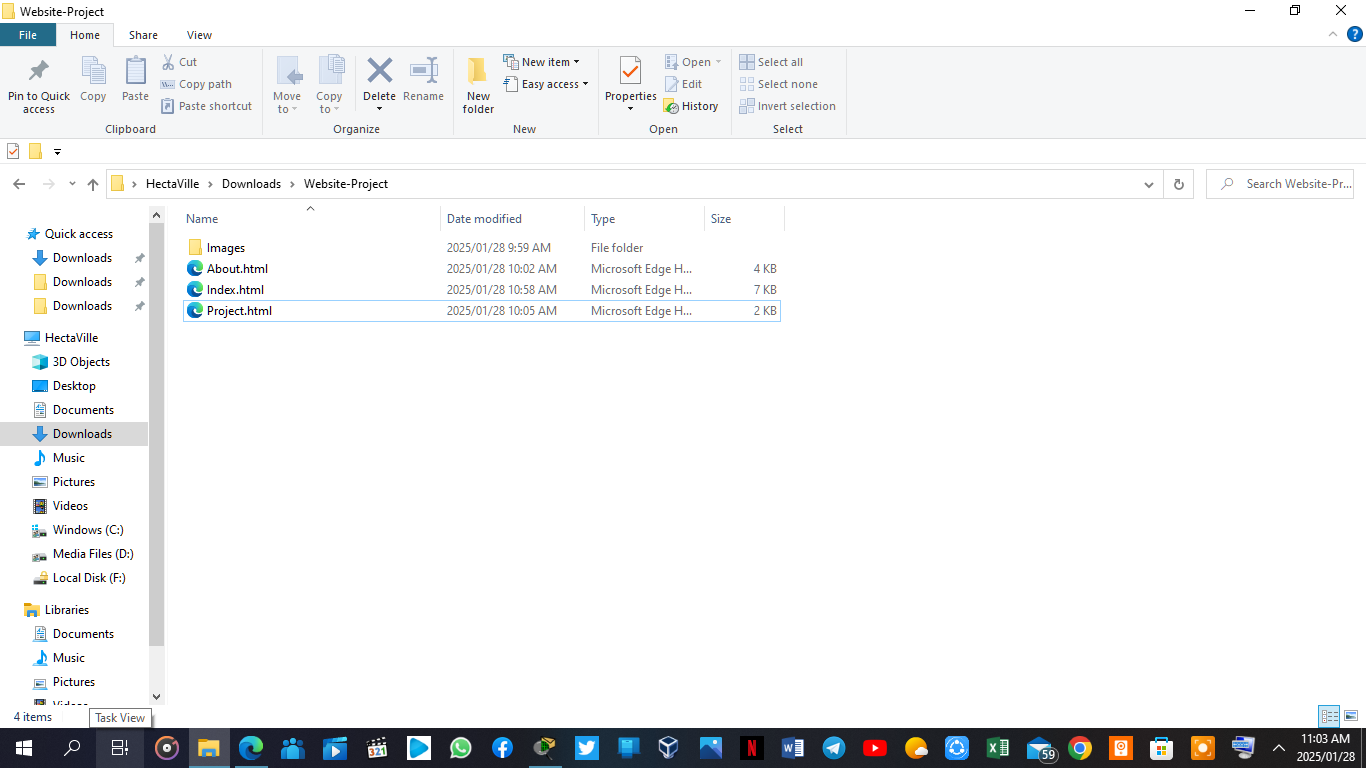 Website-Project
File Home Share View
Pin to Quick access
Copy
Paste
Cut
Copy path
Paste shortcut
Clipboard
Move to
Copy to
Delete
Rename
Organize
New folder
New item
Easy access
New
Properties
Open
Edit
History
Open
Select all
Select none
Invert selection
Select
HectaVille Downloads Website-Project
Search Website-Pr...
Quick access
Downloads
Downloads
Downloads
HectaVille
3D Objects
Desktop
Documents
Downloads
Music
Pictures
Videos
Windows (C:)
Media Files (D:)
Local Disk (F:)
Libraries
Documents
Music
Pictures
Videos
Name Date modified Type Size
Images 2025/01/28 9:59 AM File folder
About.html 2025/01/28 10:02 AM Microsoft Edge H... 4 KB
Index.html 2025/01/28 10:58 AM Microsoft Edge H... 7 KB
Project.html 2025/01/28 10:05 AM Microsoft Edge H... 2 KB
4 items
Task View
321
59
11:03 AM
2025/01/28